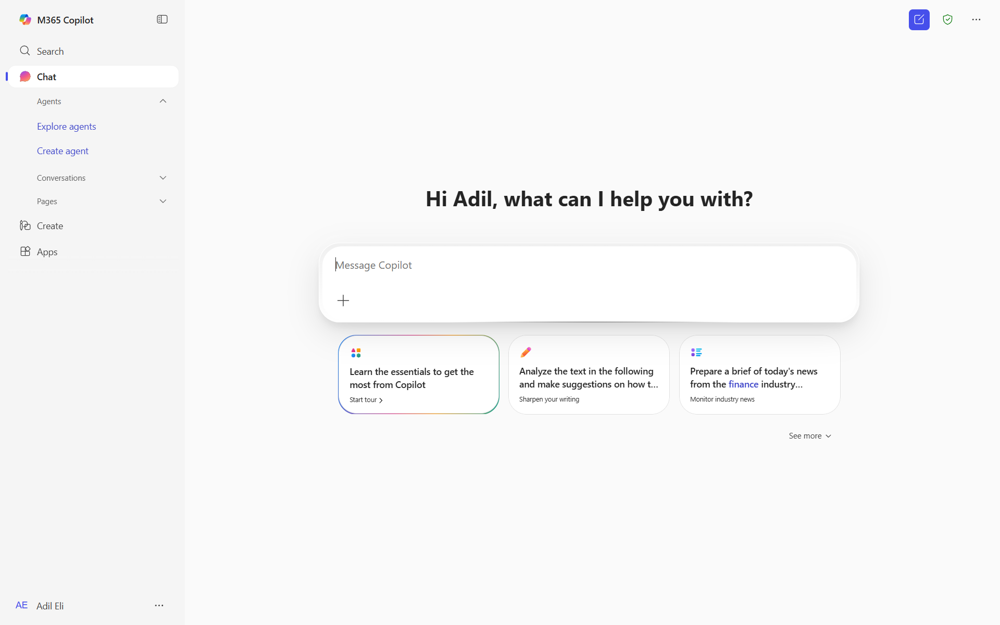 M365 Copilot
Search
Chat
Agents
Explore agents
Create agent
Conversations
Pages
Create
Apps
AE Adil Eli
Hi Adil, what can I help you with?
Message Copilot
Learn the essentials to get the
most from Copilot
Start tour
Analyze the text in the following
and make suggestions on how t...
Sharpen your writing
Prepare a brief of today's news
from the finance industry...
Monitor industry news
See more